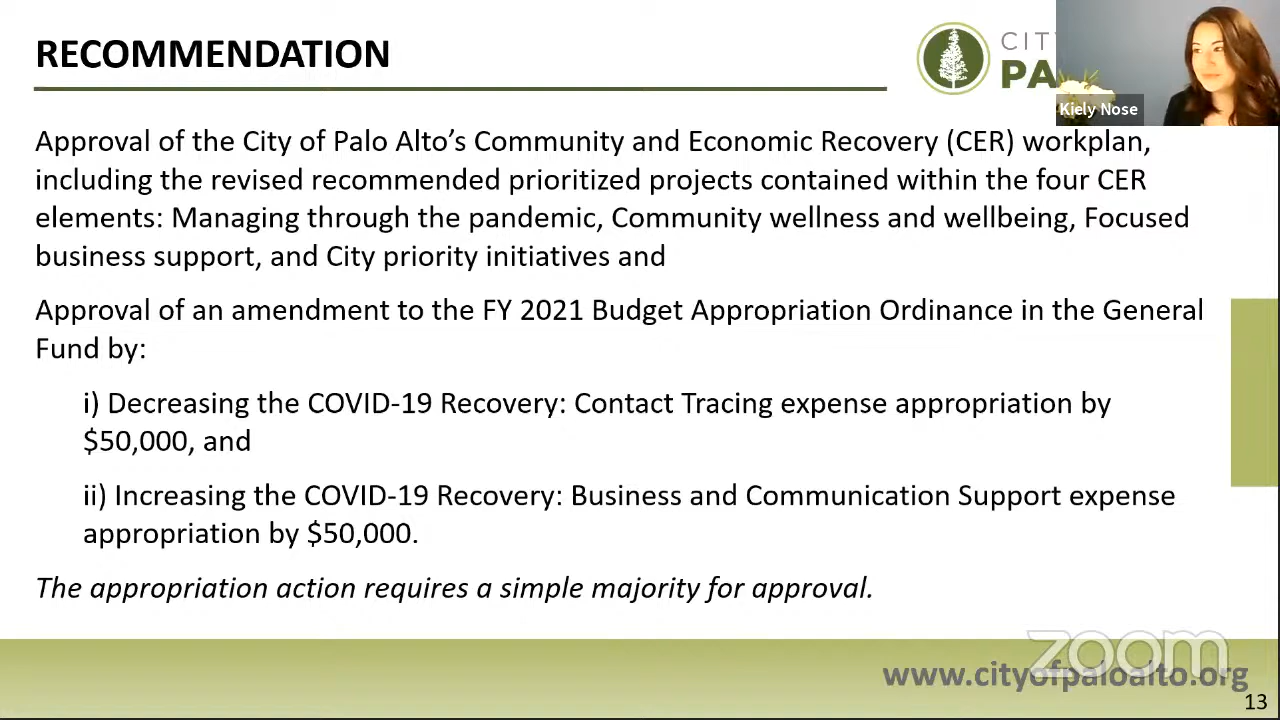 RECOMMENDATION
CITY
PA
Kiely Nose
Approval of the City of Palo Alto’s Community and Economic Recovery (CER) workplan,
including the revised recommended prioritized projects contained within the four CER
elements: Managing through the pandemic, Community wellness and wellbeing, Focused
business support, and City priority initiatives and
Approval of an amendment to the FY 2021 Budget Appropriation Ordinance in the General
Fund by:
i) Decreasing the COVID-19 Recovery: Contact Tracing expense appropriation by
$50,000, and
ii) Increasing the COVID-19 Recovery: Business and Communication Support expense
appropriation by $50,000.
The appropriation action requires a simple majority for approval.
zoom
www.cityofpaloalto.org
13